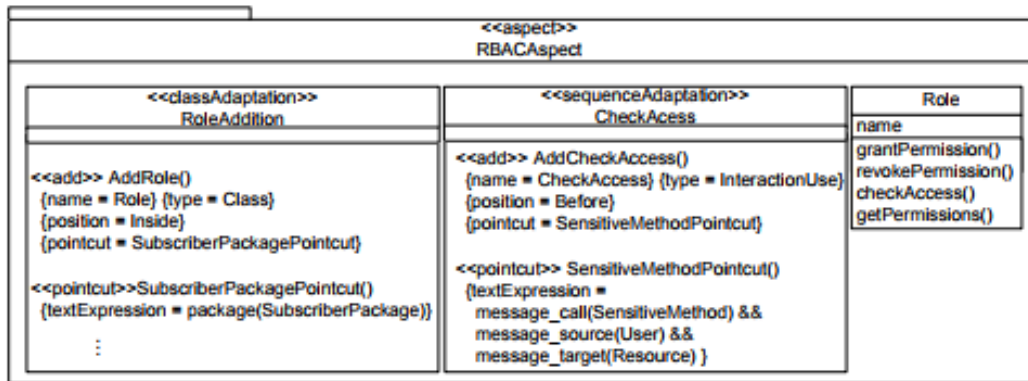 <<aspect>>
RBACAspect
<<classAdaptation>>
RoleAddition
<<add>> AddRole()
{name = Role} {type = Class}
{position = Inside}
{pointcut = SubscriberPackagePointcut}
<<pointcut>>SubscriberPackagePointcut()
{textExpression = package(SubscriberPackage)}
⋮
<<sequenceAdaptation>>
CheckAcess
<<add>> AddCheckAccess()
{name = CheckAccess} {type = InteractionUse}
{position = Before}
{pointcut = SensitiveMethodPointcut}
<<pointcut>> SensitiveMethodPointcut()
{textExpression =
message_call(SensitiveMethod) &&
message_source(User) &&
message_target(Resource) }
Role
name
grantPermission()
revokePermission()
checkAccess()
getPermissions()